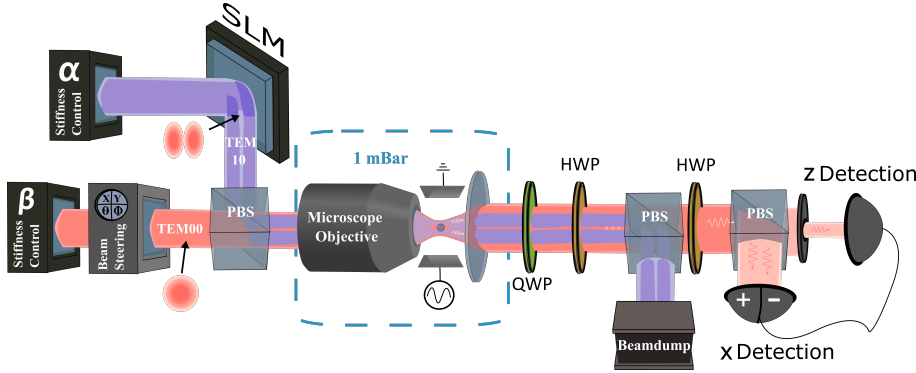 SLM
α
Stiffness
Control
TEM
10
1 mBar
β
Stiffness
Control
X Y
Θ Φ
Beam
Steering
TEM00
PBS
Microscope
Objective
QWP
HWP
PBS
HWP
PBS
z Detection
+ -
x Detection
Beamdump